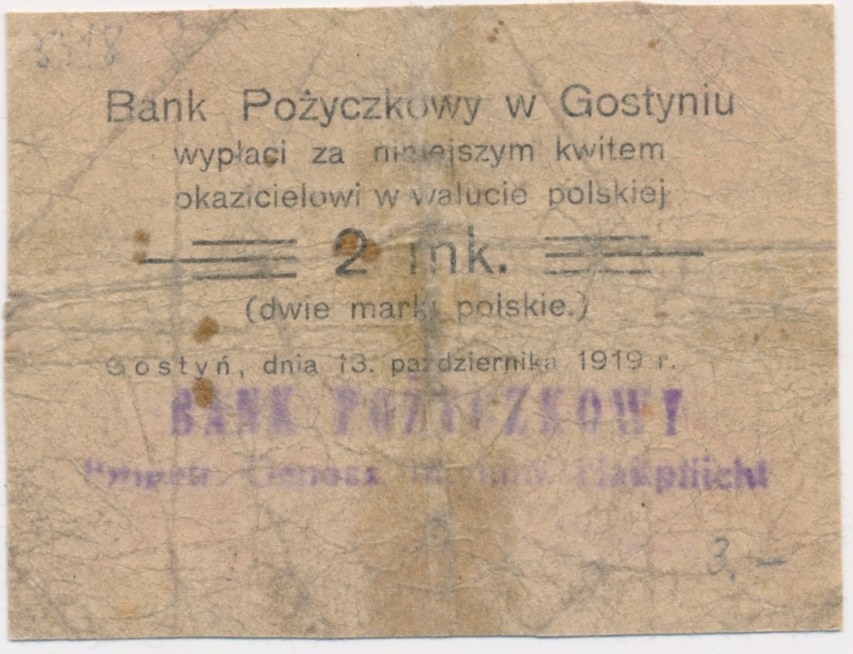 Bank Pożyczkowy w Gostyniu
wypłaci za niniejszym kwitem
okazicielowi w walucie polskiej
2 mk.
(dwie marki polskie.)
Gostyń, dnia 13. października 1919 r.
BANK POŻYCZKOWY
3.-